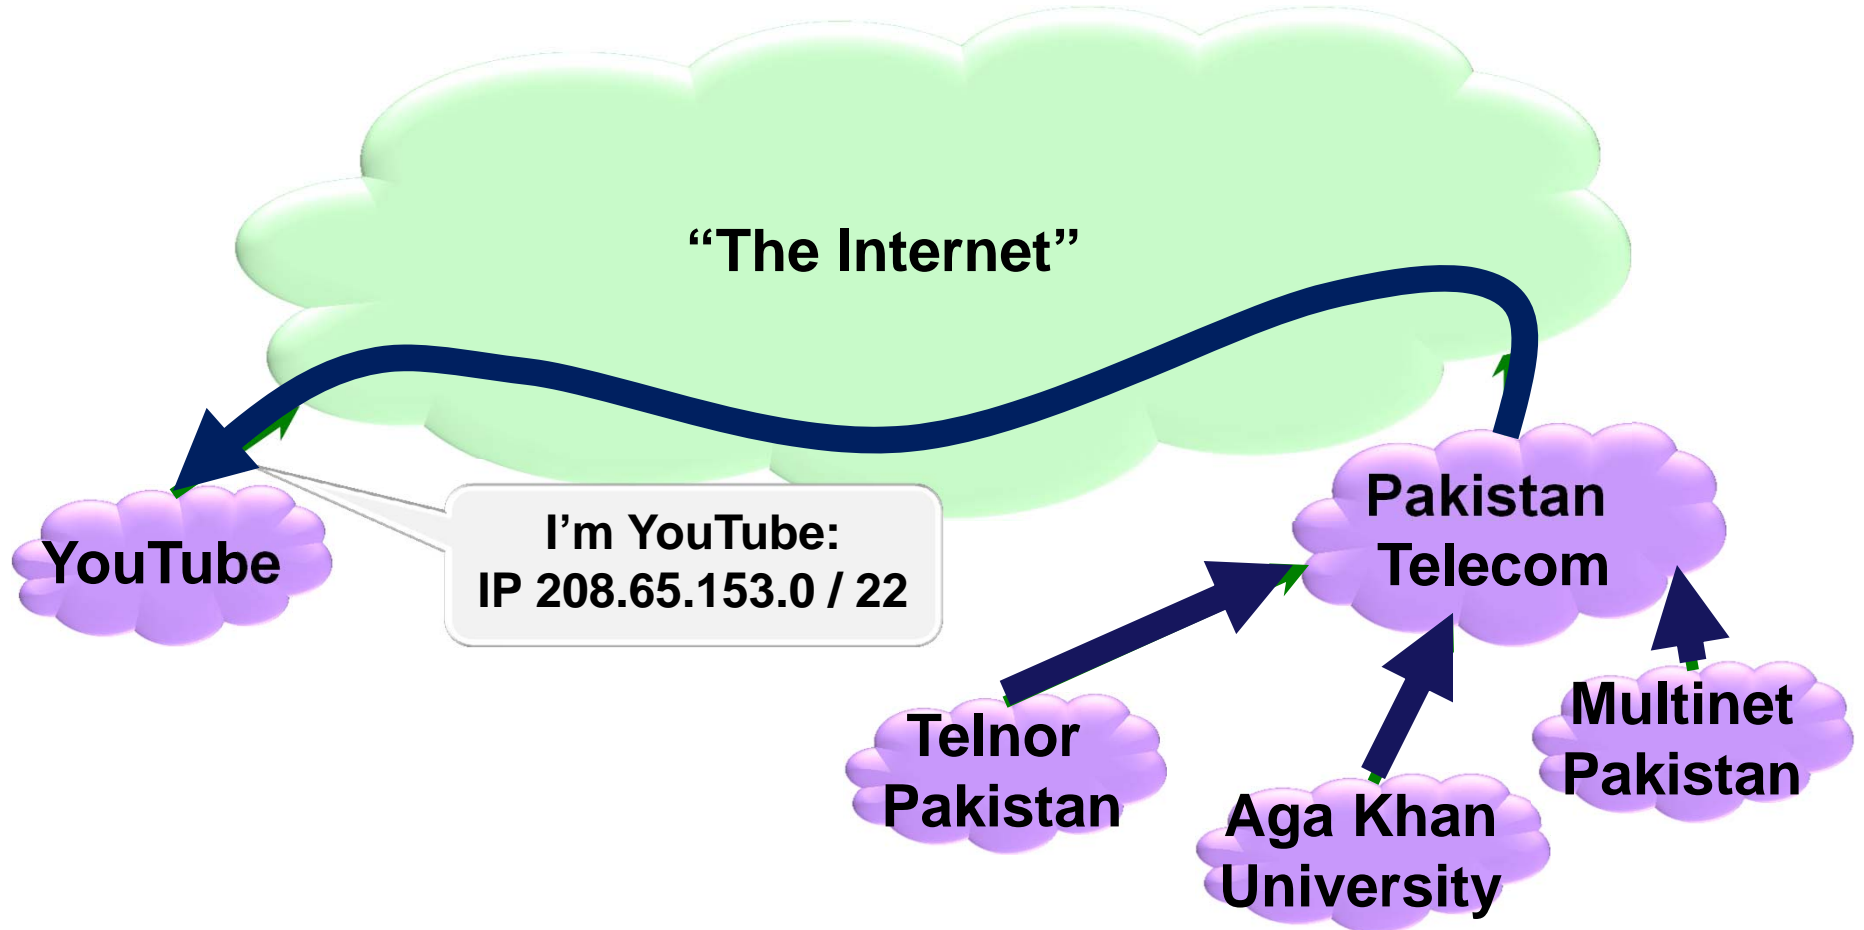 “The Internet”
YouTube
I’m YouTube:
IP 208.65.153.0 / 22
Pakistan
Telecom
Telnor
Pakistan
Aga Khan
University
Multinet
Pakistan